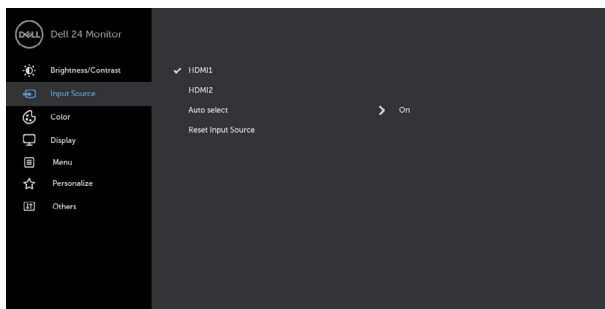 DELL Dell 24 Monitor
Brightness/Contrast
Input Source
Color
Display
Menu
Personalize
Others
HDMI1
HDMI2
Auto select On
Reset Input Source